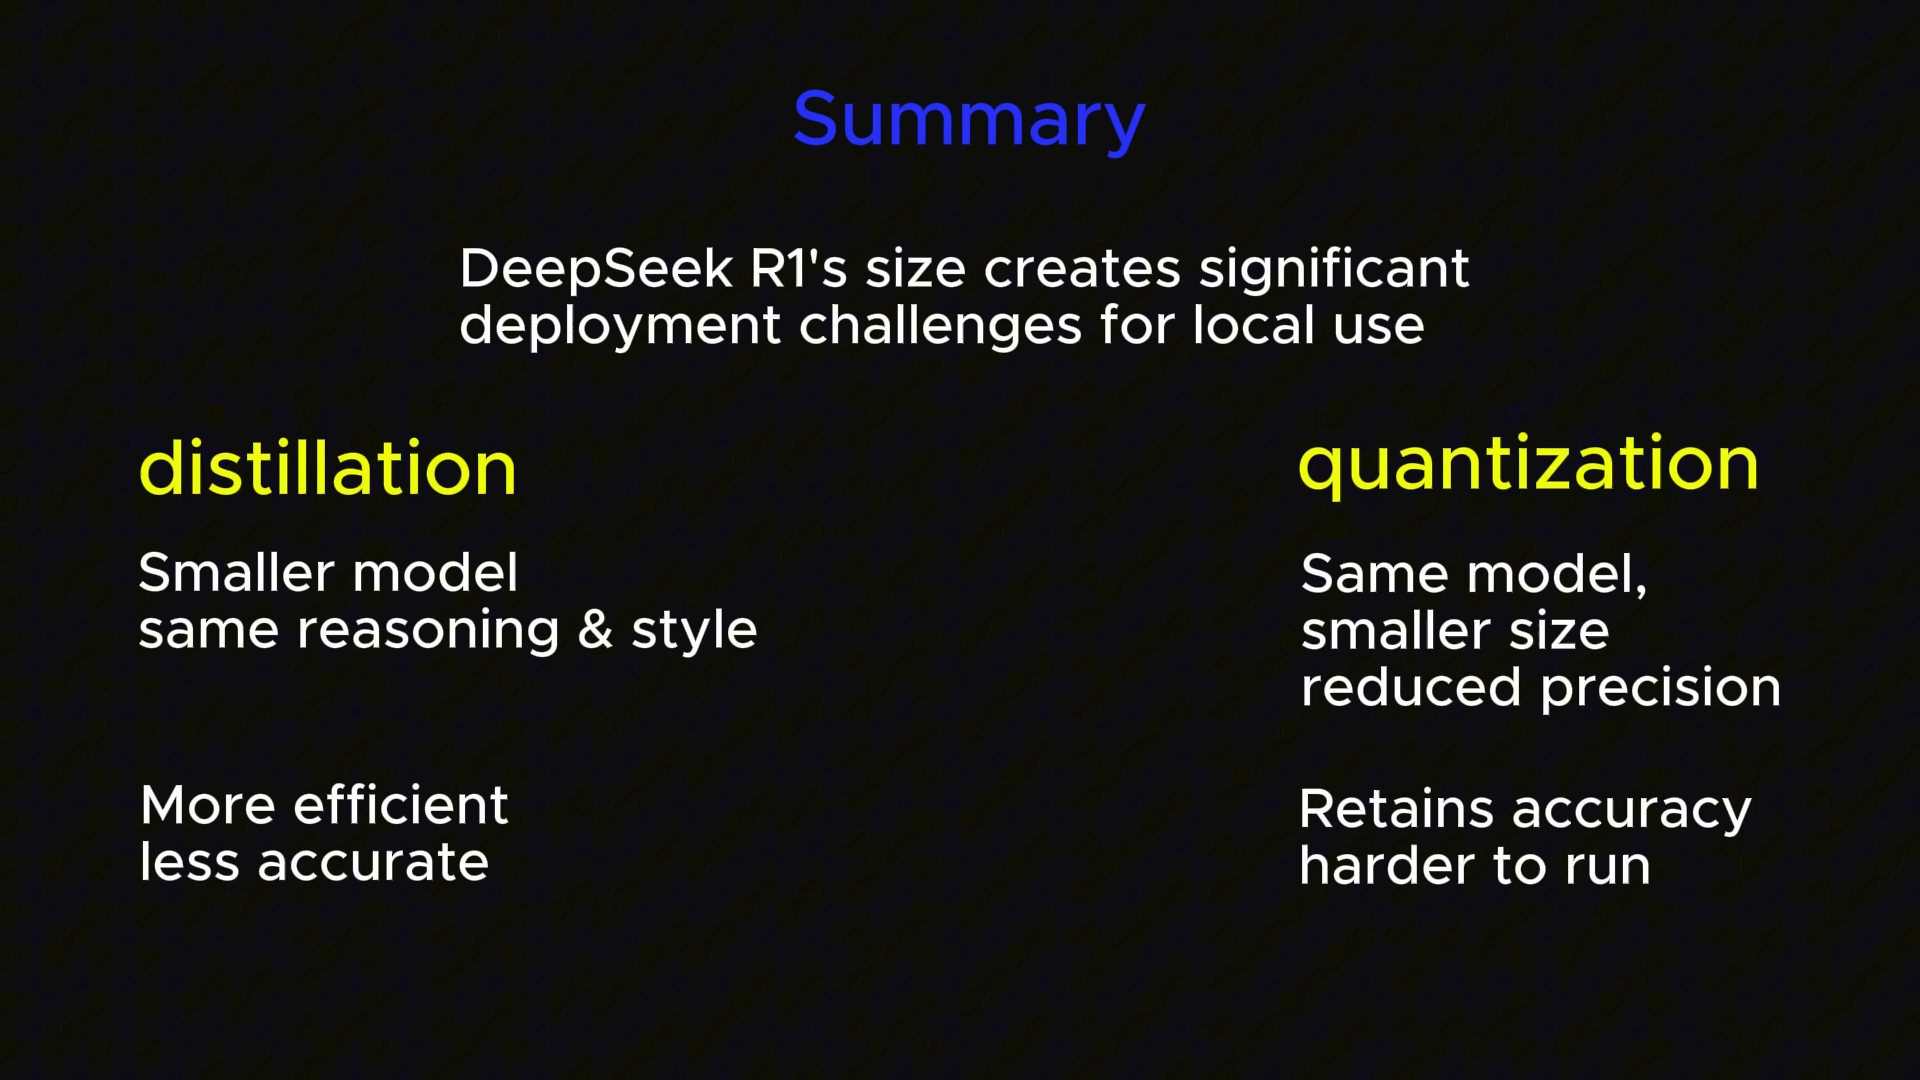 Summary
DeepSeek R1's size creates significant
deployment challenges for local use
distillation
Smaller model
same reasoning & style
More efficient
less accurate
quantization
Same model,
smaller size
reduced precision
Retains accuracy
harder to run